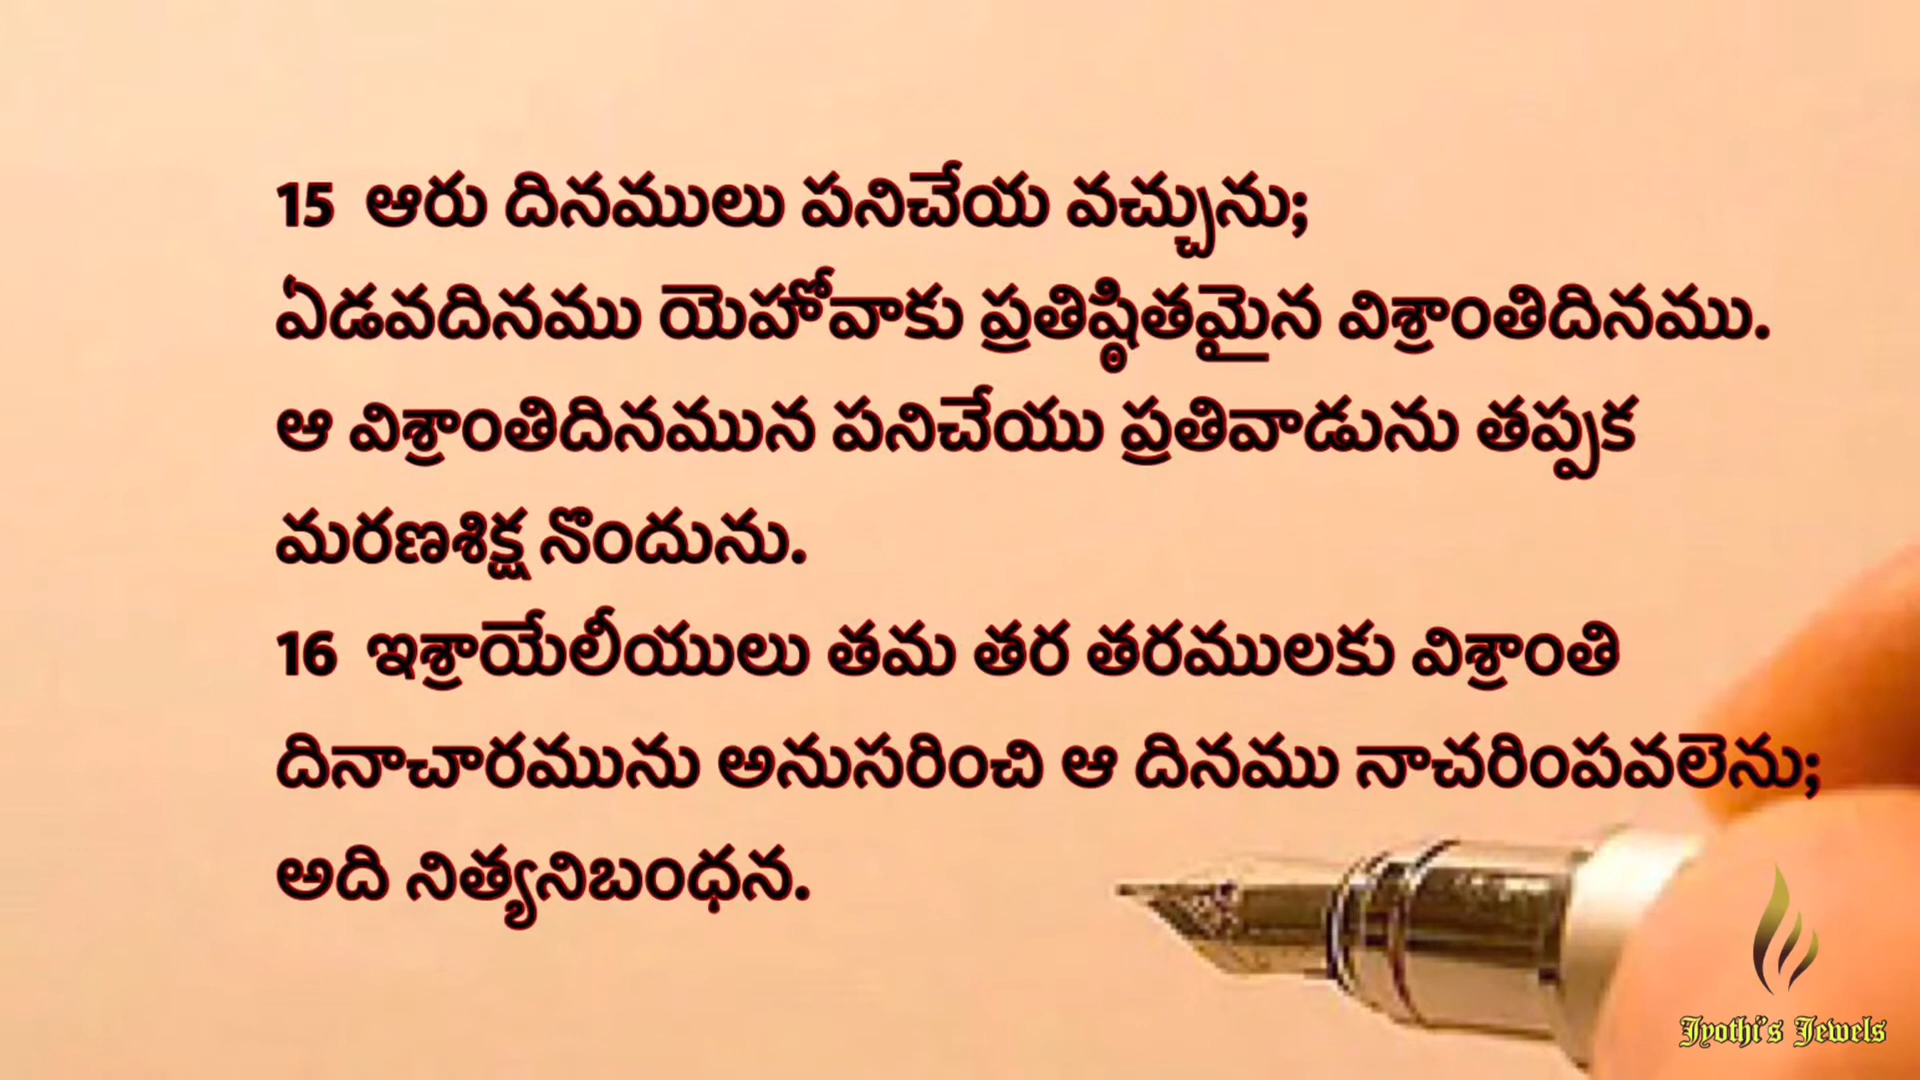 15 ఆరు దినములు పనిచేయ వచ్చును;
ఏడవదినము యెహోవాకు ప్రతిష్ఠితమైన విశ్రాంతిదినము.
ఆ విశ్రాంతిదినమున పనిచేయు ప్రతివాడును తప్పక
మరణశిక్ష నొందును.
16 ఇశ్రాయేలీయులు తమ తర తరములకు విశ్రాంతి
దినాచారమును అనుసరించి ఆ దినము నాచరింపవలెను;
అది నిత్యనిబంధన.
Jyothi's Jewels